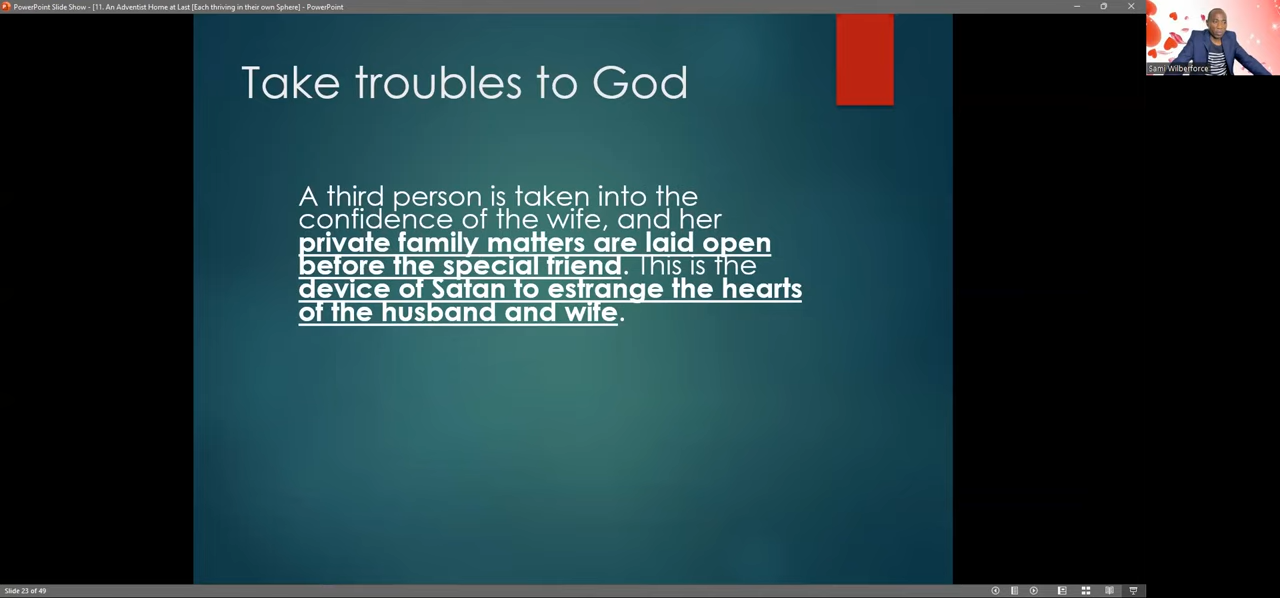 PowerPoint Slide Show - [11. An Adventist Home at Last [Each thriving in their own Sphere] - PowerPoint
Sami Wilberforce
Take troubles to God
A third person is taken into the
confidence of the wife, and her
private family matters are laid open
before the special friend. This is the
device of Satan to estrange the hearts
of the husband and wife.
Slide 23 of 49